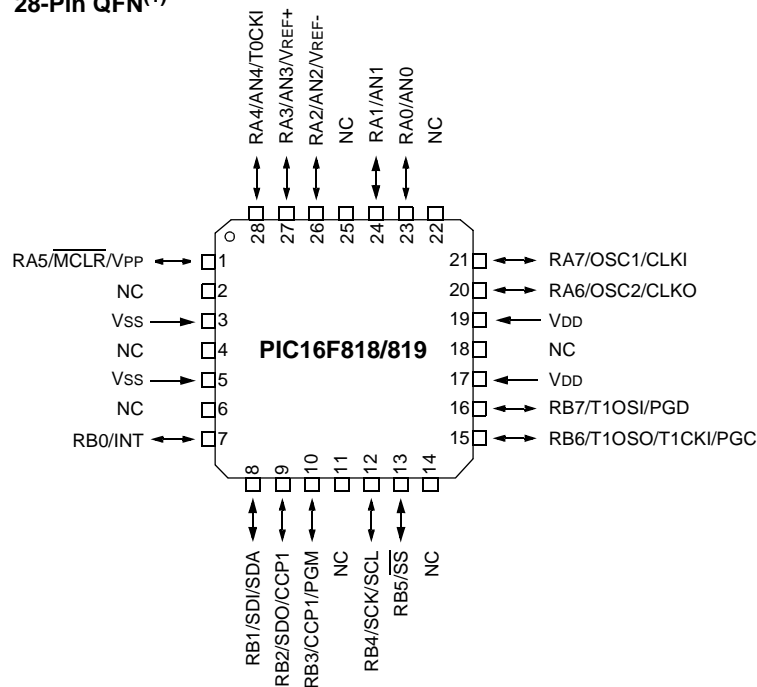 28-Pin QFN(1)
RA4/AN4/T0CKI
RA3/AN3/VREF+
RA2/AN2/VREF-
NC
RA1/AN1
RA0/AN0
NC
28
27
26
25
24
23
22
RA5/MCLR/VPP 1
NC 2
VSS 3
NC 4
VSS 5
NC 6
RB0/INT 7
PIC16F818/819
21 RA7/OSC1/CLKI
20 RA6/OSC2/CLKO
19 VDD
18 NC
17 VDD
16 RB7/T1OSI/PGD
15 RB6/T1OSO/T1CKI/PGC
8
9
10
11
12
13
14
RB1/SDI/SDA
RB2/SDO/CCP1
RB3/CCP1/PGM
NC
RB4/SCK/SCL
RB5/SS
NC